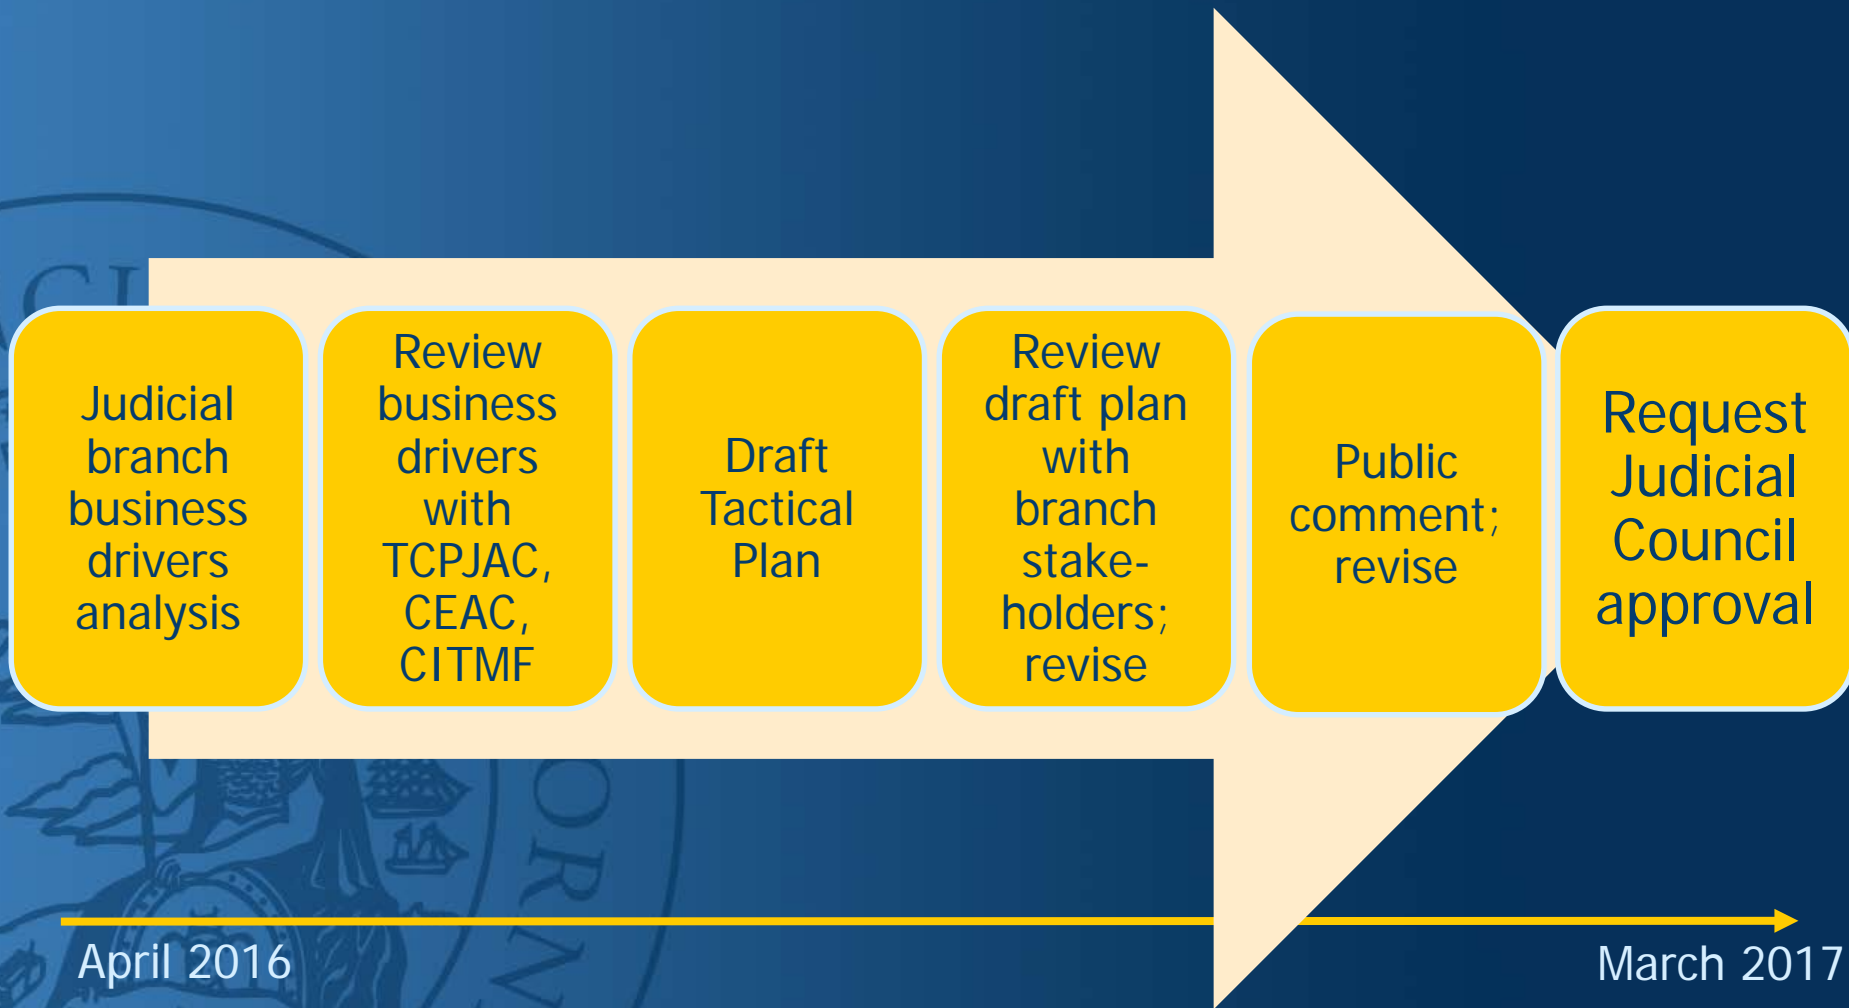 Judicial
branch
business
drivers
analysis
Review
business
drivers
with
TCPJAC,
CEAC,
CITMF
Draft
Tactical
Plan
Review
draft plan
with
branch
stake-
holders;
revise
Public
comment;
revise
Request
Judicial
Council
approval
April 2016
March 2017